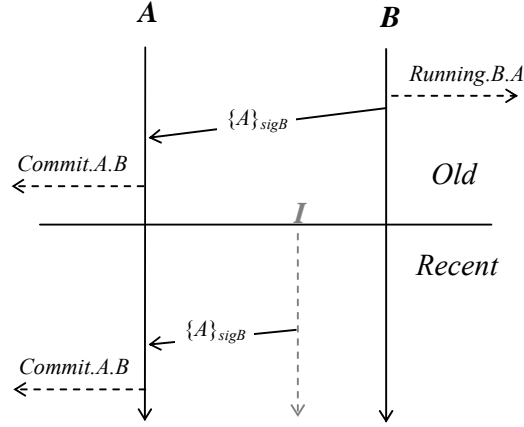 A B
Running.B.A
{A}sigB
Commit.A.B
Old
I
Recent
{A}sigB
Commit.A.B